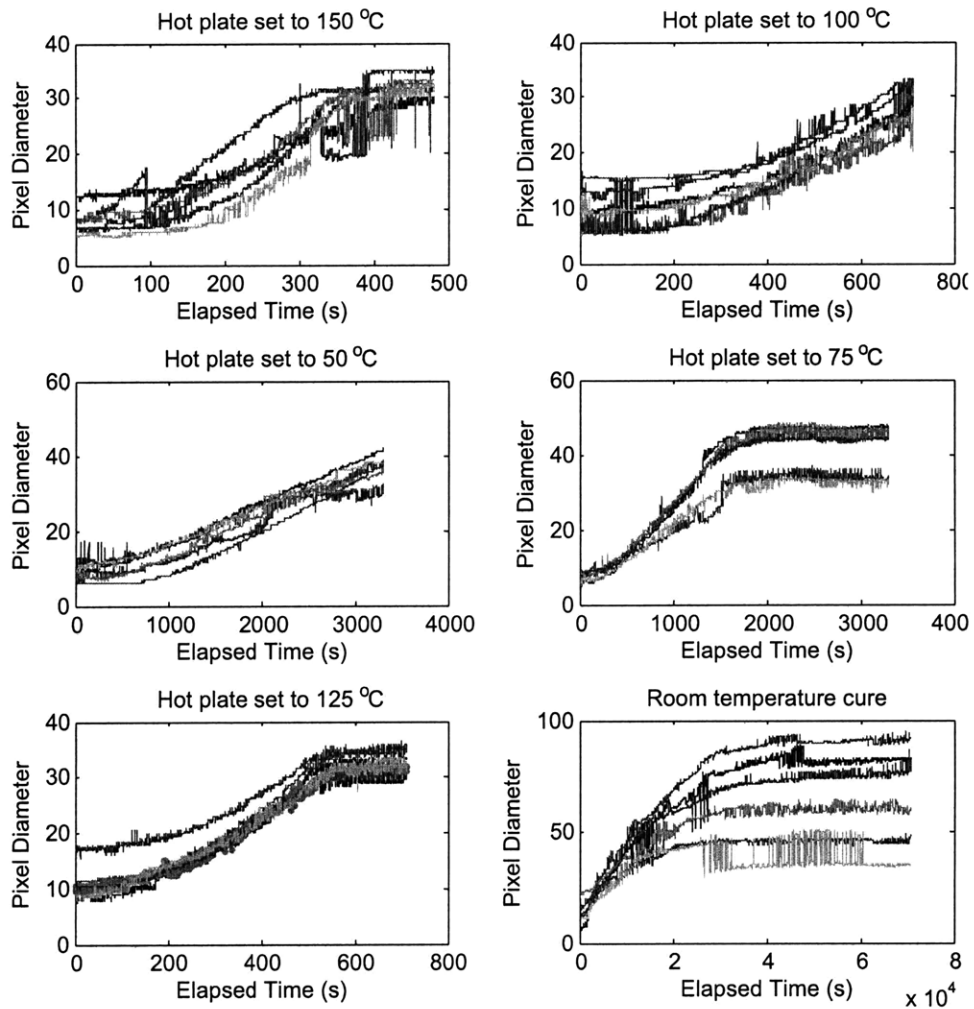 Hot plate set to 150 °C
Pixel Diameter
40
30
20
10
0
0 100 200 300 400 500
Elapsed Time (s)
Hot plate set to 100 °C
Pixel Diameter
40
30
20
10
0
0 200 400 600 80(
Elapsed Time (s)
Hot plate set to 50 °C
Pixel Diameter
60
40
20
0
0 1000 2000 3000 4000
Elapsed Time (s)
Hot plate set to 75 °C
Pixel Diameter
60
40
20
0
0 1000 2000 3000 400
Elapsed Time (s)
Hot plate set to 125 °C
Pixel Diameter
40
30
20
10
0
0 200 400 600 800
Elapsed Time (s)
Room temperature cure
Pixel Diameter
100
50
0
0 2 4 6 8
Elapsed Time (s)
x 10⁴